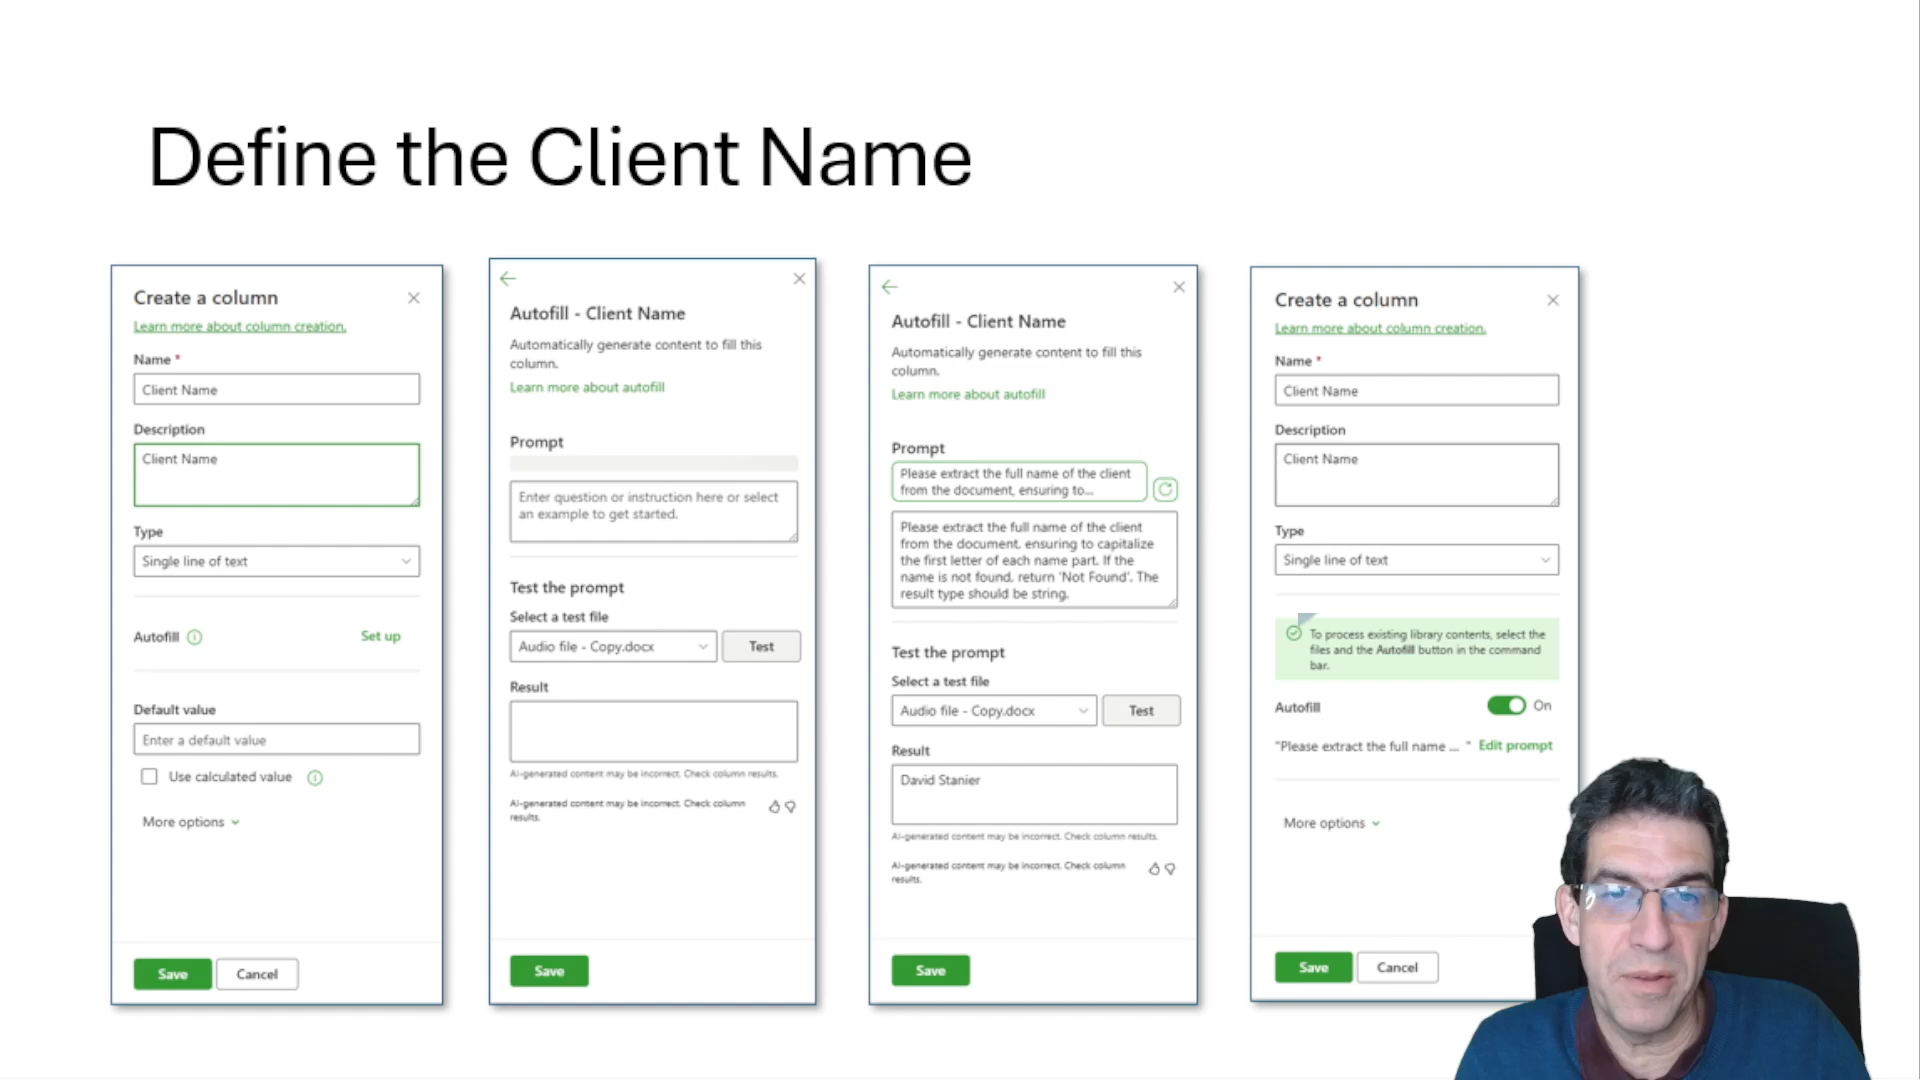 Define the Client Name
Create a column
Learn more about column creation.
Name *
Client Name
Description
Client Name
Type
Single line of text
Autofill
Set up
Default value
Enter a default value
Use calculated value
More options
Save
Cancel
Autofill - Client Name
Automatically generate content to fill this
column.
Learn more about autofill
Prompt
Enter question or instruction here or select
an example to get started.
Test the prompt
Select a test file
Audio file - Copy.docx
Test
Result
AI-generated content may be incorrect. Check column results.
AI-generated content may be incorrect. Check column
results.
Save
Autofill - Client Name
Automatically generate content to fill this
column.
Learn more about autofill
Prompt
Please extract the full name of the client
from the document, ensuring to...
Please extract the full name of the client
from the document, ensuring to capitalize
the first letter of each name part. If the
name is not found, return 'Not Found'. The
result type should be string.
Test the prompt
Select a test file
Audio file - Copy.docx
Test
Result
David Stanier
AI-generated content may be incorrect. Check column results.
AI-generated content may be incorrect. Check column
results.
Save
Create a column
Learn more about column creation.
Name *
Client Name
Description
Client Name
Type
Single line of text
To process existing library contents, select the
files and the Autofill button in the command
bar.
Autofill
On
"Please extract the full name ... "
Edit prompt
More options
Save
Cancel